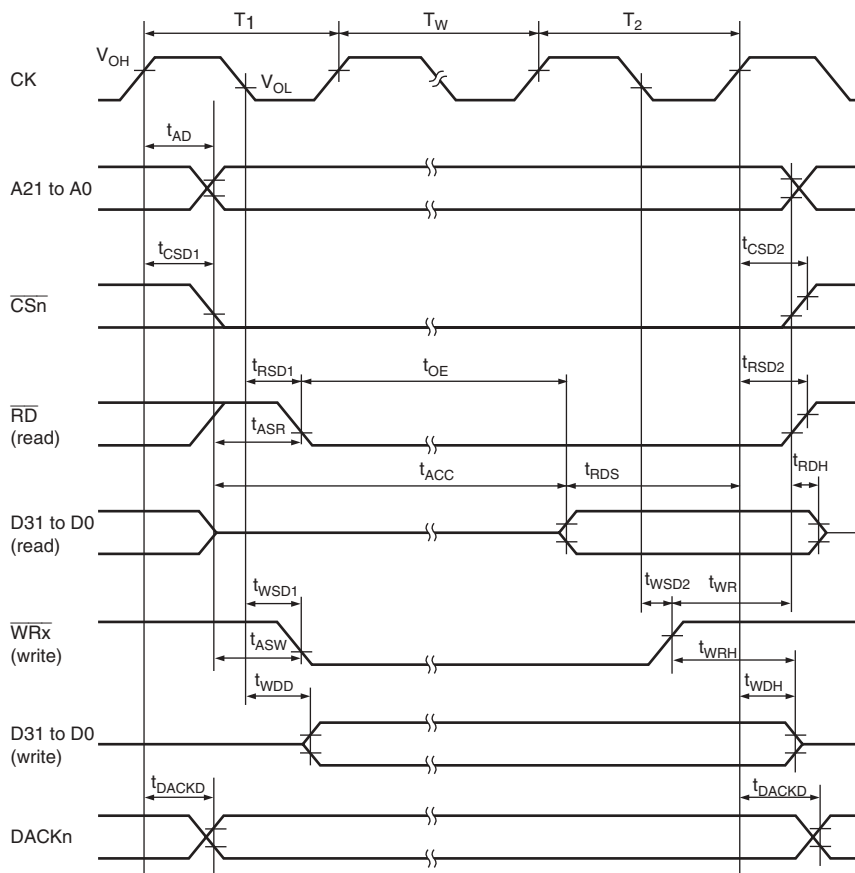 T1 TW T2
VOH
CK
VOL
tAD
A21 to A0
tCSD1 tCSD2
CSn
tRSD1 tOE tRSD2
RD
(read)
tASR
tACC tRDS tRDH
D31 to D0
(read)
tWSD1 tWSD2 tWR
WRx
(write)
tASW tWRH
tWDD tWDH
D31 to D0
(write)
tDACKD tDACKD
DACKn